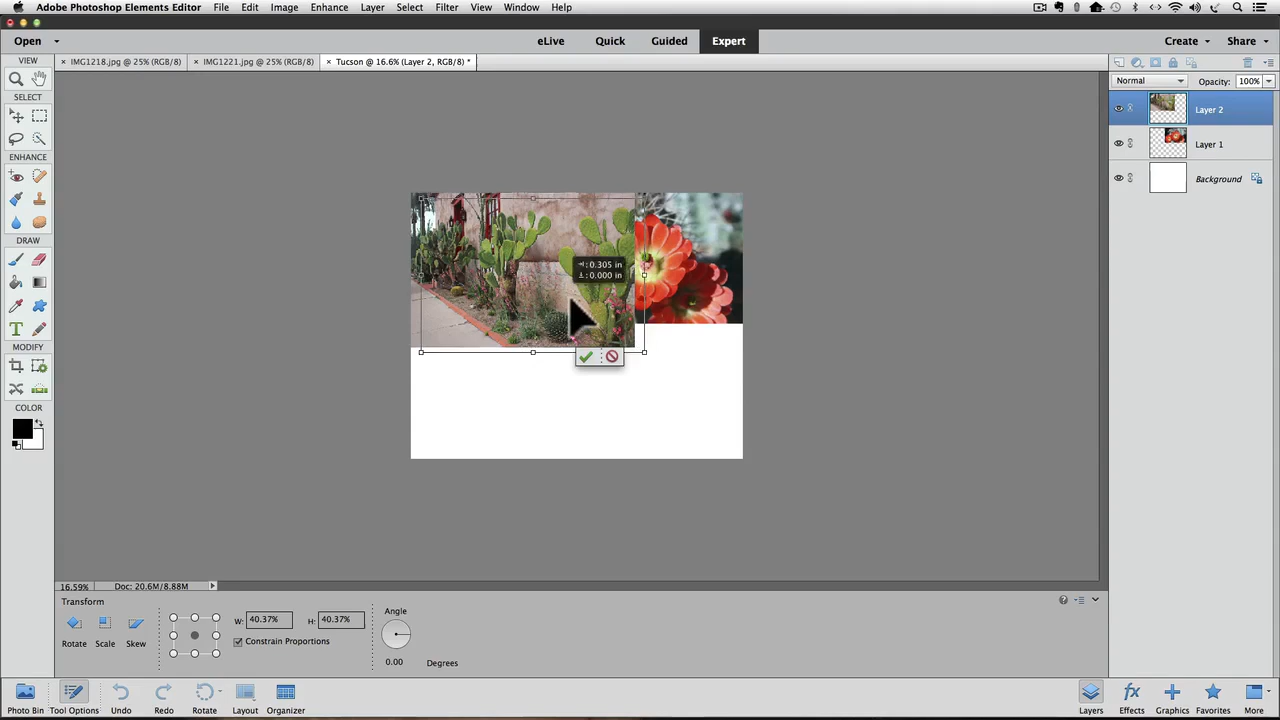 Adobe Photoshop Elements Editor File Edit Image Enhance Layer Select Filter View Window Help
Open eLive Quick Guided Expert Create Share
VIEW × IMG1218.jpg @ 25% (RGB/8) × IMG1221.jpg @ 25% (RGB/8) × Tucson @ 16.6% (Layer 2, RGB/8) *
Normal Opacity: 100%
SELECT
Layer 2
Layer 1
ENHANCE
Background
DRAW
:0.305 in
:0.000 in
T
MODIFY
COLOR
16.59% Doc: 20.6M/8.88M
Transform
Angle
W: 40.37% H: 40.37%
Rotate Scale Skew Constrain Proportions
0.00 Degrees
Photo Bin Tool Options Undo Redo Rotate Layout Organizer Layers Effects Graphics Favorites More